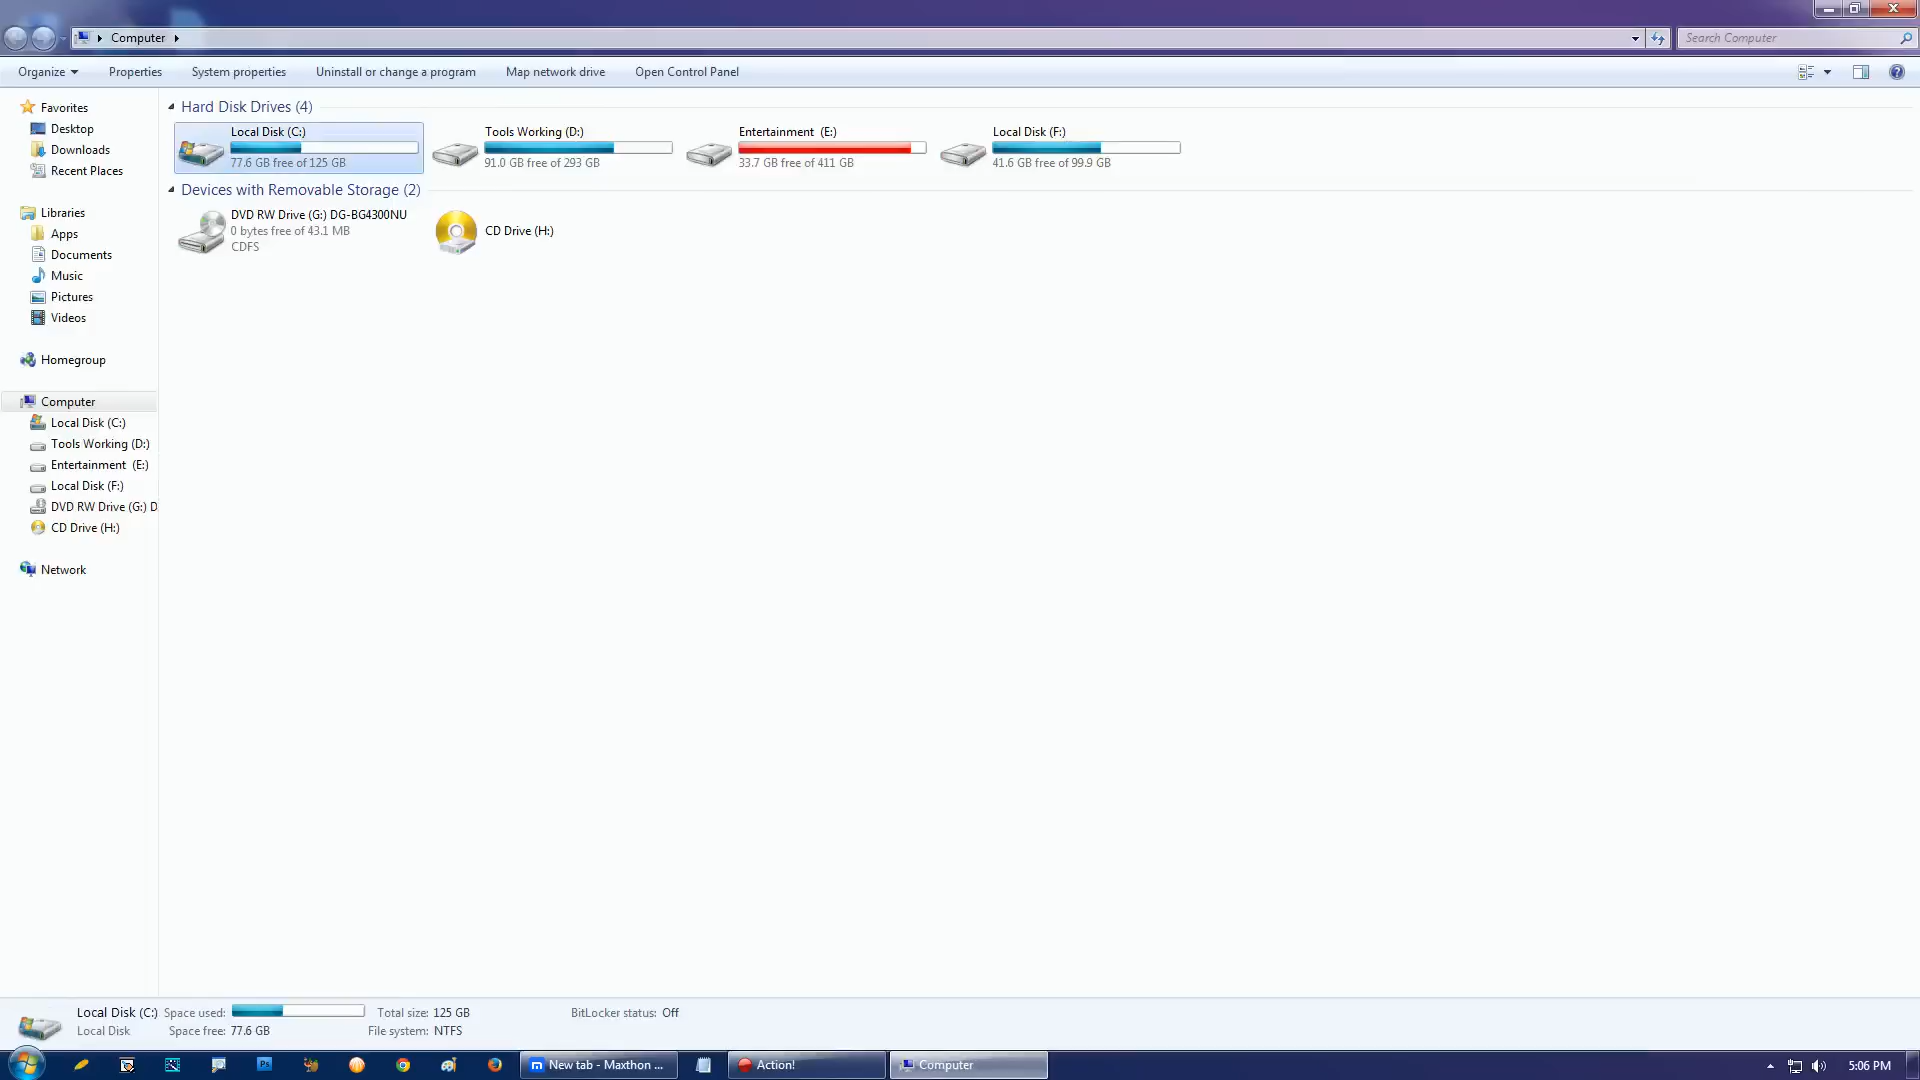 Computer
Search Computer
Organize
Properties
System properties
Uninstall or change a program
Map network drive
Open Control Panel
Favorites
Desktop
Downloads
Recent Places
Libraries
Apps
Documents
Music
Pictures
Videos
Homegroup
Computer
Local Disk (C:)
Tools Working (D:)
Entertainment (E:)
Local Disk (F:)
DVD RW Drive (G:) D
CD Drive (H:)
Network
Hard Disk Drives (4)
Local Disk (C:)
77.6 GB free of 125 GB
Tools Working (D:)
91.0 GB free of 293 GB
Entertainment (E:)
33.7 GB free of 411 GB
Local Disk (F:)
41.6 GB free of 99.9 GB
Devices with Removable Storage (2)
DVD RW Drive (G:) DG-BG4300NU
0 bytes free of 43.1 MB
CDFS
CD Drive (H:)
Local Disk (C:) Space used: Total size: 125 GB BitLocker status: Off
Local Disk Space free: 77.6 GB File system: NTFS
Ps
New tab - Maxthon ...
Action!
Computer
5:06 PM